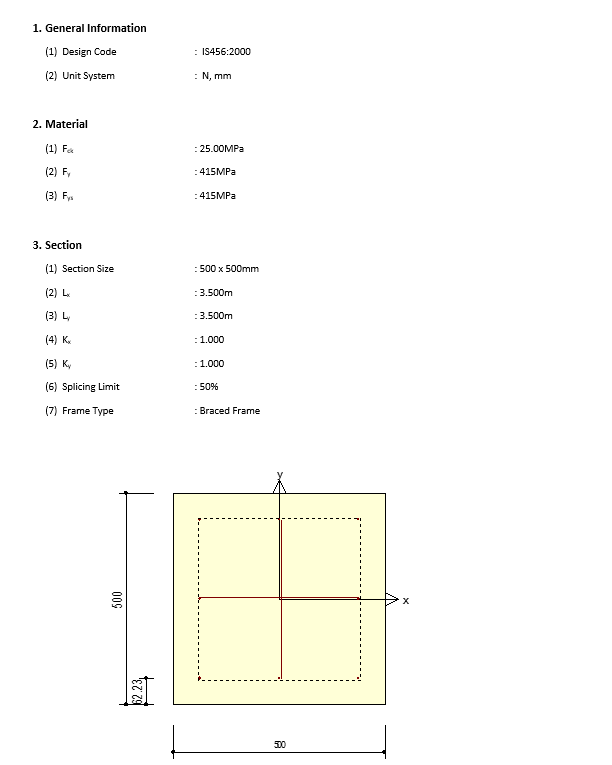 1. General Information
(1) Design Code : IS456:2000
(2) Unit System : N, mm
2. Material
(1) Fck : 25.00MPa
(2) Fy : 415MPa
(3) Fys : 415MPa
3. Section
(1) Section Size : 500 x 500mm
(2) Lx : 3.500m
(3) Ly : 3.500m
(4) Kx : 1.000
(5) Ky : 1.000
(6) Splicing Limit : 50%
(7) Frame Type : Braced Frame
y
500
x
62.23
500